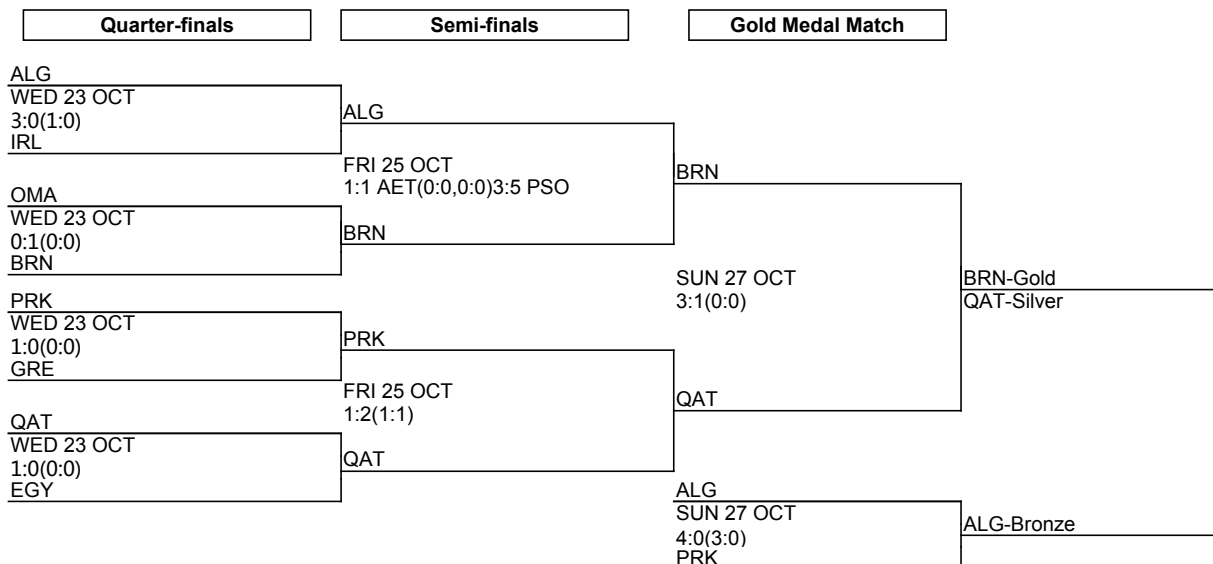 Quarter-finals
Semi-finals
Gold Medal Match
ALG
WED 23 OCT
3:0(1:0)
IRL
OMA
WED 23 OCT
0:1(0:0)
BRN
PRK
WED 23 OCT
1:0(0:0)
GRE
QAT
WED 23 OCT
1:0(0:0)
EGY
ALG
FRI 25 OCT
1:1 AET(0:0,0:0)3:5 PSO
BRN
PRK
FRI 25 OCT
1:2(1:1)
QAT
BRN
SUN 27 OCT
3:1(0:0)
QAT
BRN-Gold
QAT-Silver
ALG
SUN 27 OCT
4:0(3:0)
PRK
ALG-Bronze